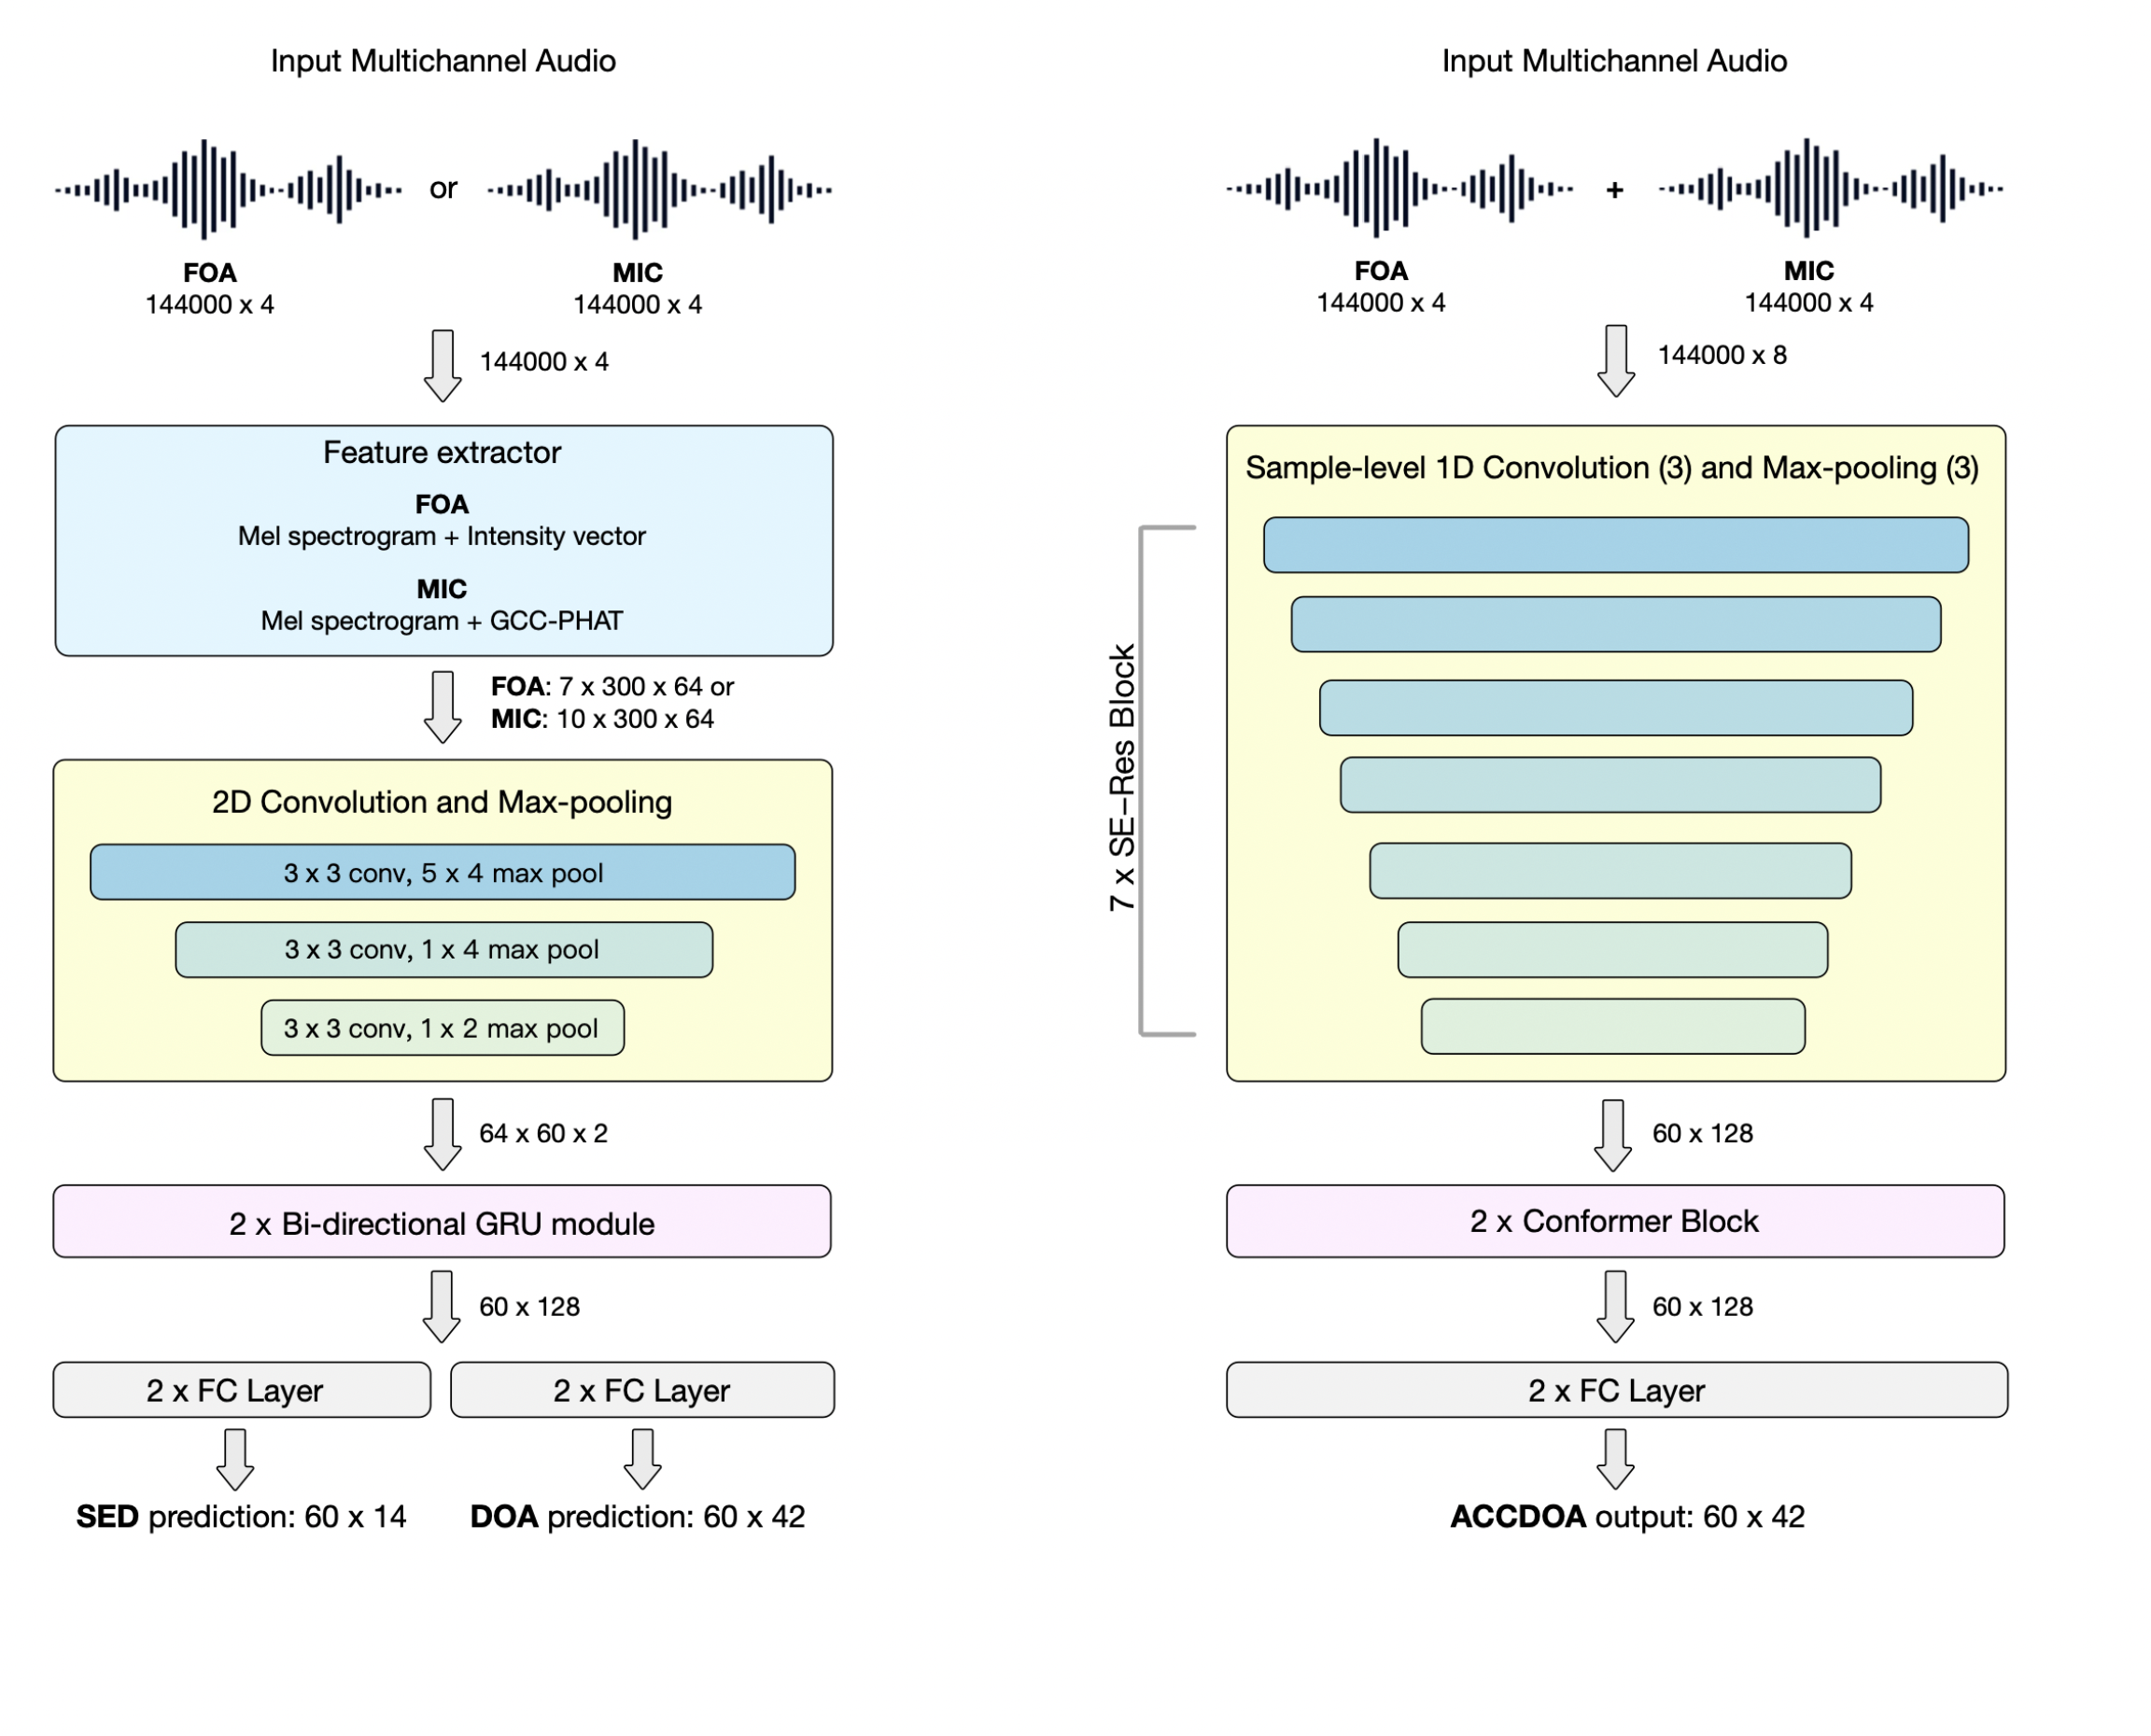 Input Multichannel Audio
or
FOA
144000 x 4
MIC
144000 x 4
144000 x 4
Feature extractor
FOA
Mel spectrogram + Intensity vector
MIC
Mel spectrogram + GCC-PHAT
FOA: 7 x 300 x 64 or
MIC: 10 x 300 x 64
2D Convolution and Max-pooling
3 x 3 conv, 5 x 4 max pool
3 x 3 conv, 1 x 4 max pool
3 x 3 conv, 1 x 2 max pool
64 x 60 x 2
2 x Bi-directional GRU module
60 x 128
2 x FC Layer
2 x FC Layer
SED prediction: 60 x 14
DOA prediction: 60 x 42
Input Multichannel Audio
+
FOA
144000 x 4
MIC
144000 x 4
144000 x 8
Sample-level 1D Convolution (3) and Max-pooling (3)
7 x SE–Res Block
60 x 128
2 x Conformer Block
60 x 128
2 x FC Layer
ACCDOA output: 60 x 42